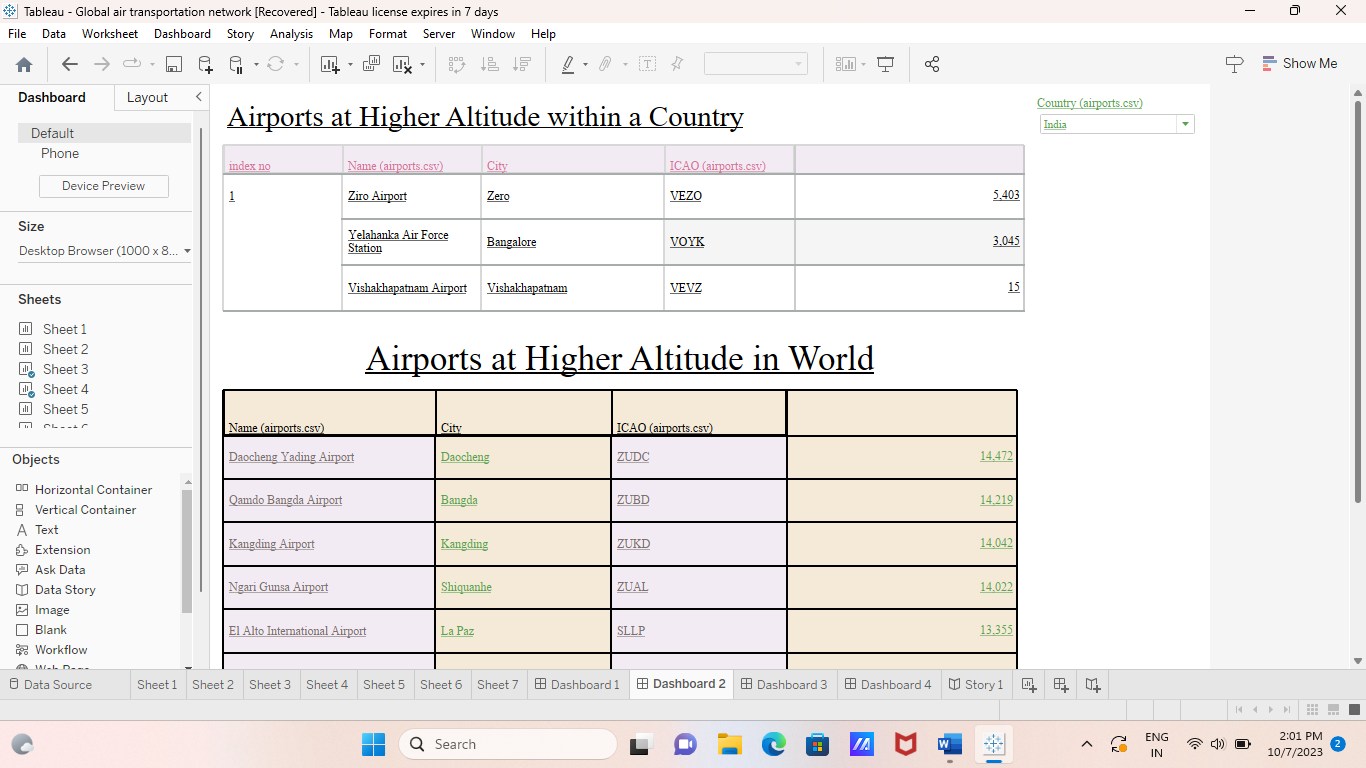 Tableau - Global air transportation network [Recovered] - Tableau license expires in 7 days
File Data Worksheet Dashboard Story Analysis Map Format Server Window Help
Show Me
Dashboard Layout
Default
Phone
Device Preview
Size
Desktop Browser (1000 x 8...
Sheets
Sheet 1
Sheet 2
Sheet 3
Sheet 4
Sheet 5
Objects
Horizontal Container
Vertical Container
Text
Extension
Ask Data
Data Story
Image
Blank
Workflow
Airports at Higher Altitude within a Country
index no Name (airports.csv) City ICAO (airports.csv)
1 Ziro Airport Zero VEZO 5,403
Yelahanka Air Force
Station Bangalore VOYK 3,045
Vishakhapatnam Airport Vishakhapatnam VEVZ 15
Country (airports.csv)
India
Airports at Higher Altitude in World
Name (airports.csv) City ICAO (airports.csv)
Daocheng Yading Airport Daocheng ZUDC 14,472
Qamdo Bangda Airport Bangda ZUBD 14,219
Kangding Airport Kangding ZUKD 14,042
Ngari Gunsa Airport Shiquanhe ZUAL 14,022
El Alto International Airport La Paz SLLP 13,355
Data Source Sheet 1 Sheet 2 Sheet 3 Sheet 4 Sheet 5 Sheet 6 Sheet 7 Dashboard 1 Dashboard 2 Dashboard 3 Dashboard 4 Story 1
Search
ENG
IN
2:01 PM
10/7/2023
2